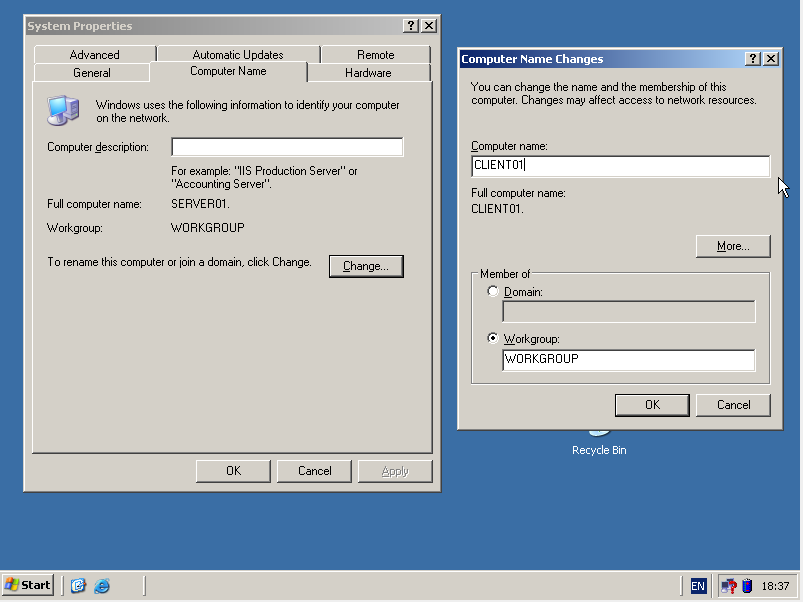 System Properties
Advanced
Automatic Updates
Remote
General
Computer Name
Hardware
Windows uses the following information to identify your computer
on the network.
Computer description:
For example: "IIS Production Server" or
"Accounting Server".
Full computer name:
SERVER01.
Workgroup:
WORKGROUP
To rename this computer or join a domain, click Change.
Change...
OK
Cancel
Apply
Computer Name Changes
You can change the name and the membership of this
computer. Changes may affect access to network resources.
Computer name:
CLIENT01
Full computer name:
CLIENT01.
More...
Member of
Domain:
Workgroup:
WORKGROUP
OK
Cancel
Recycle Bin
Start
EN
18:37